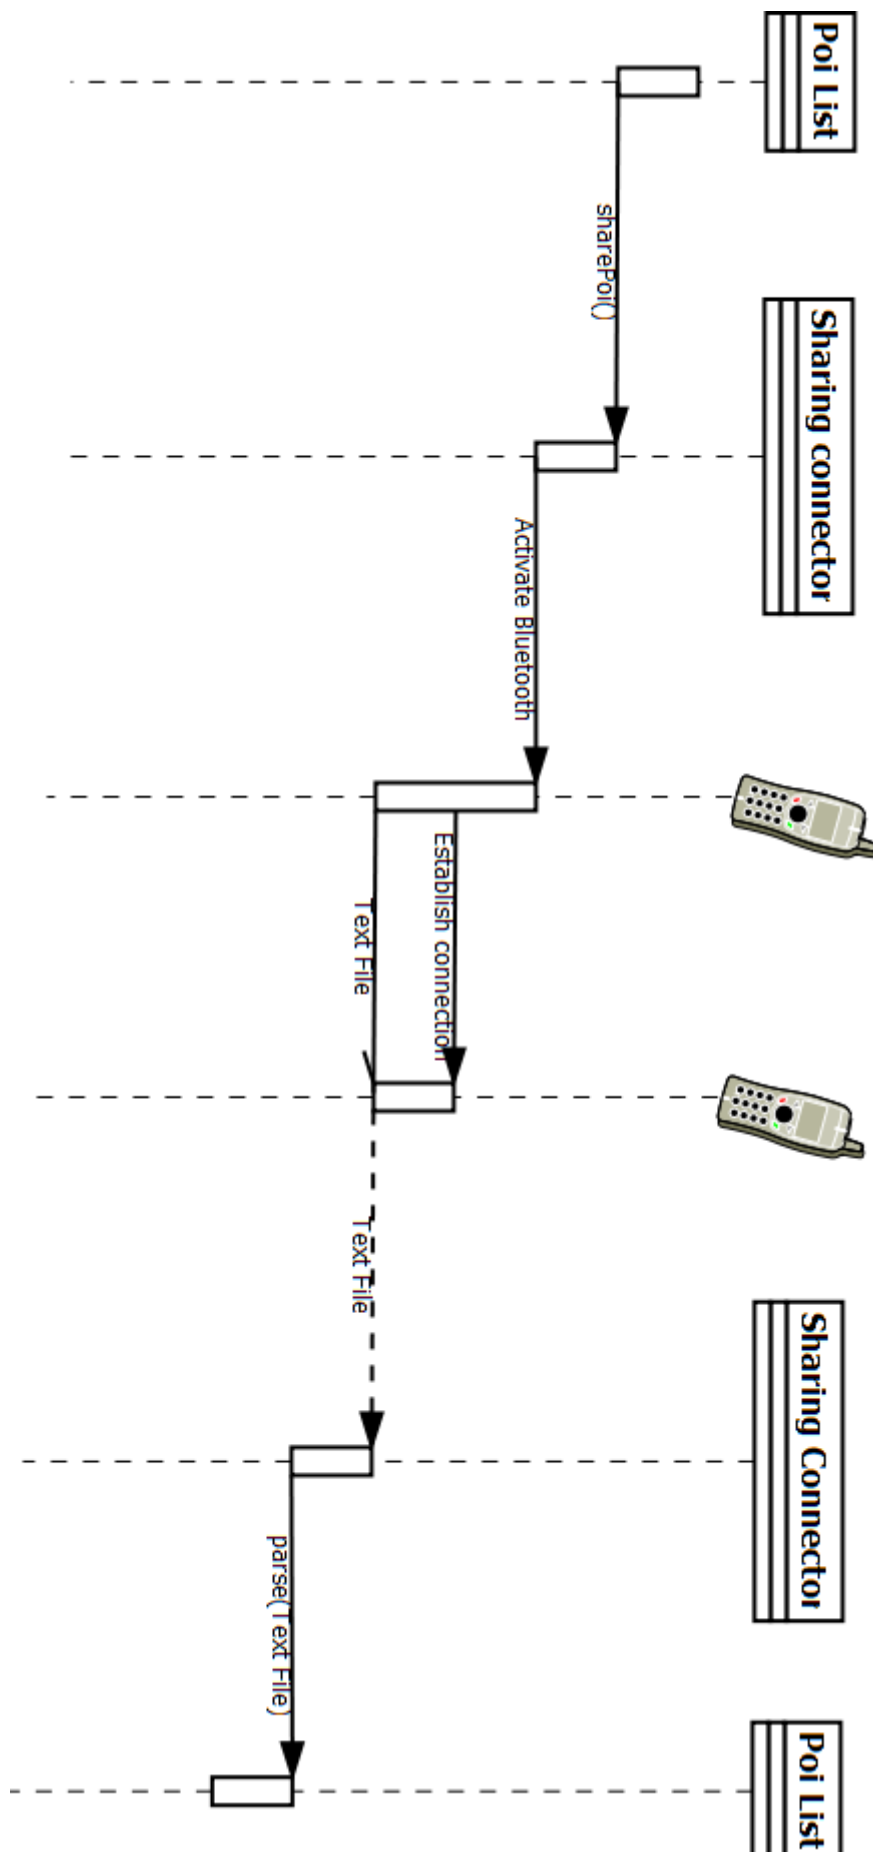 Poi List
Sharing connector
Sharing Connector
Poi List
sharePoi()
Activate Bluetooth
Establish connection
Text File
Text File
parse(Text File)